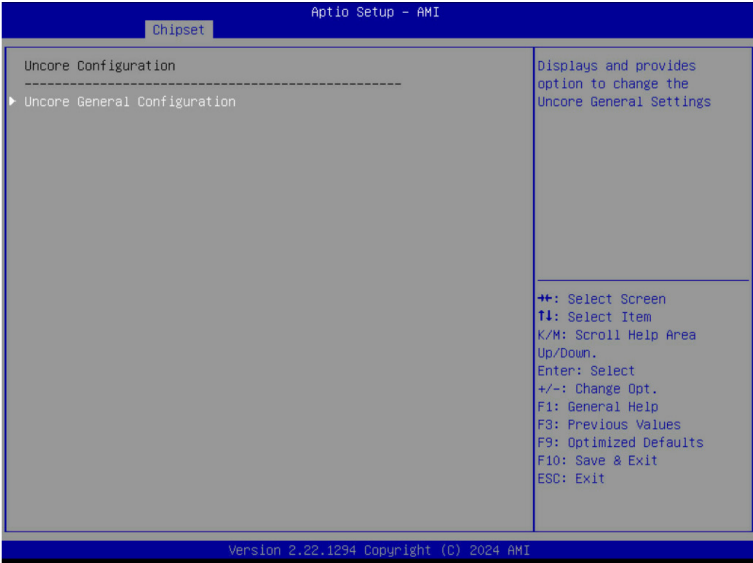 Aptio Setup – AMI
Chipset
Uncore Configuration
--------------------------------------------------
Uncore General Configuration
Displays and provides
option to change the
Uncore General Settings
→←: Select Screen
↑↓: Select Item
K/M: Scroll Help Area
Up/Down.
Enter: Select
+/-: Change Opt.
F1: General Help
F3: Previous Values
F9: Optimized Defaults
F10: Save & Exit
ESC: Exit
Version 2.22.1294 Copyright (C) 2024 AMI